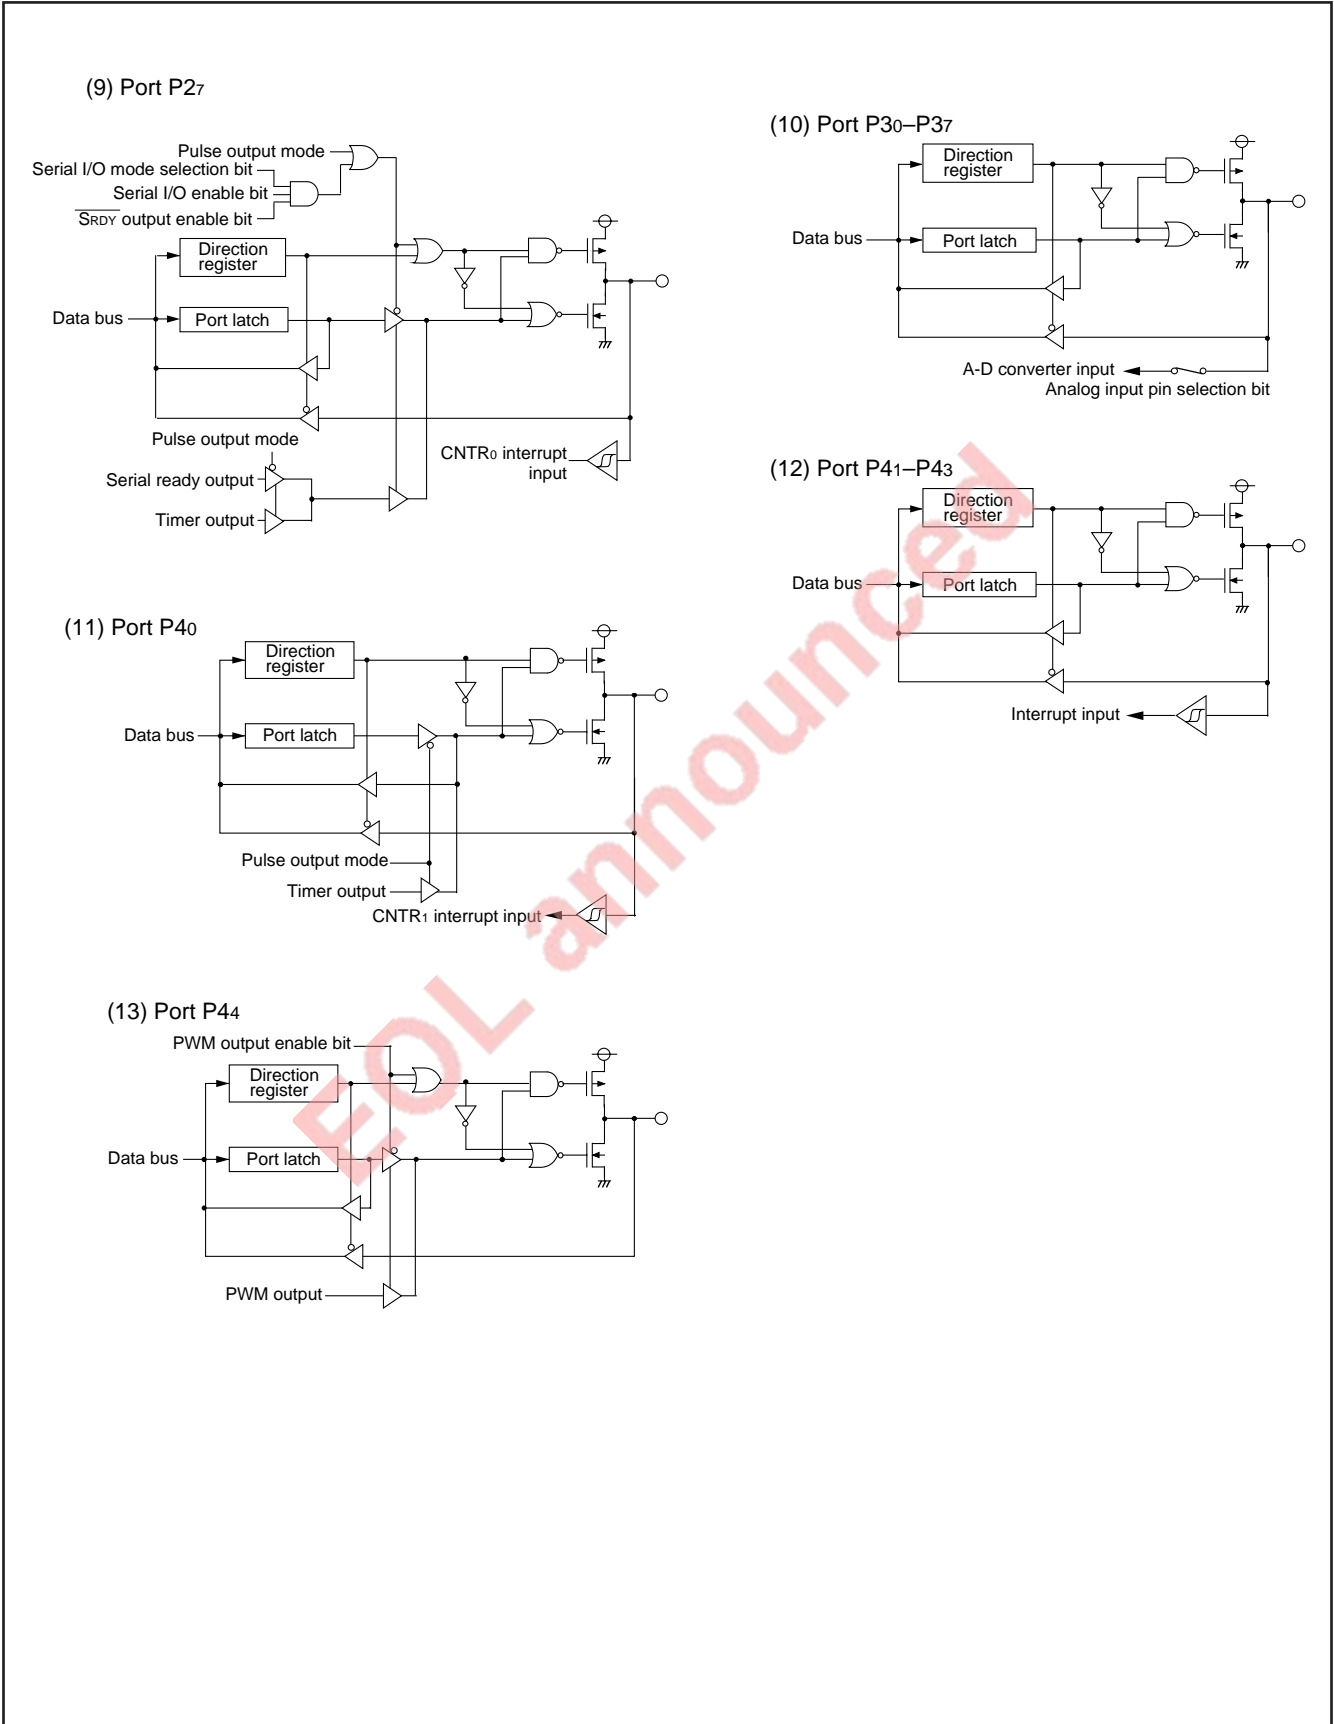 (9) Port P27
Pulse output mode
Serial I/O mode selection bit
Serial I/O enable bit
SRDY output enable bit
Direction
register
Data bus
Port latch
Pulse output mode
Serial ready output
Timer output
CNTR0 interrupt
input
(10) Port P30–P37
Direction
register
Data bus
Port latch
A-D converter input
Analog input pin selection bit
(11) Port P40
Direction
register
Data bus
Port latch
Pulse output mode
Timer output
CNTR1 interrupt input
(12) Port P41–P43
Direction
register
Data bus
Port latch
Interrupt input
(13) Port P44
PWM output enable bit
Direction
register
Data bus
Port latch
PWM output
EOL announced